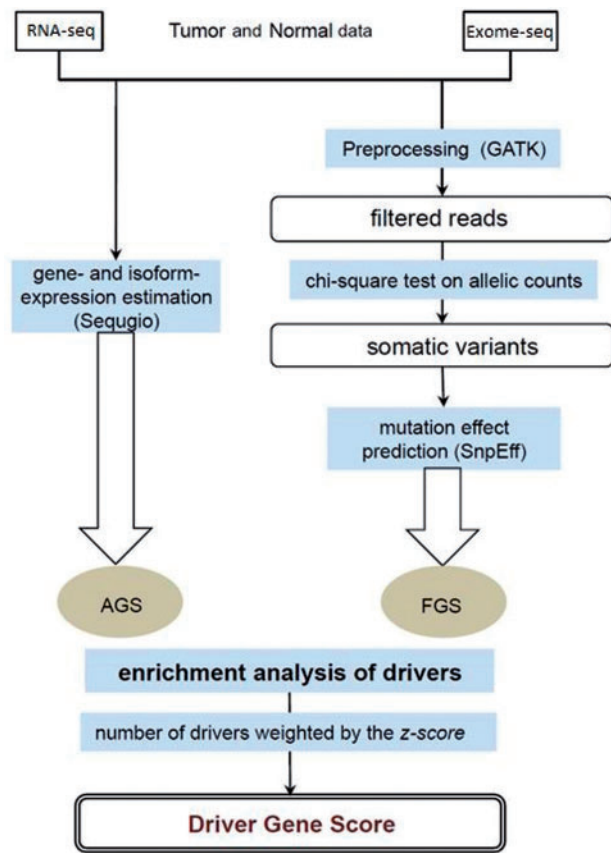 RNA-seq
Tumor and Normal data
Exome-seq
Preprocessing (GATK)
filtered reads
gene- and isoform-
expression estimation
(Sequgio)
chi-square test on allelic counts
somatic variants
mutation effect
prediction (SnpEff)
AGS
FGS
enrichment analysis of drivers
number of drivers weighted by the z-score
Driver Gene Score